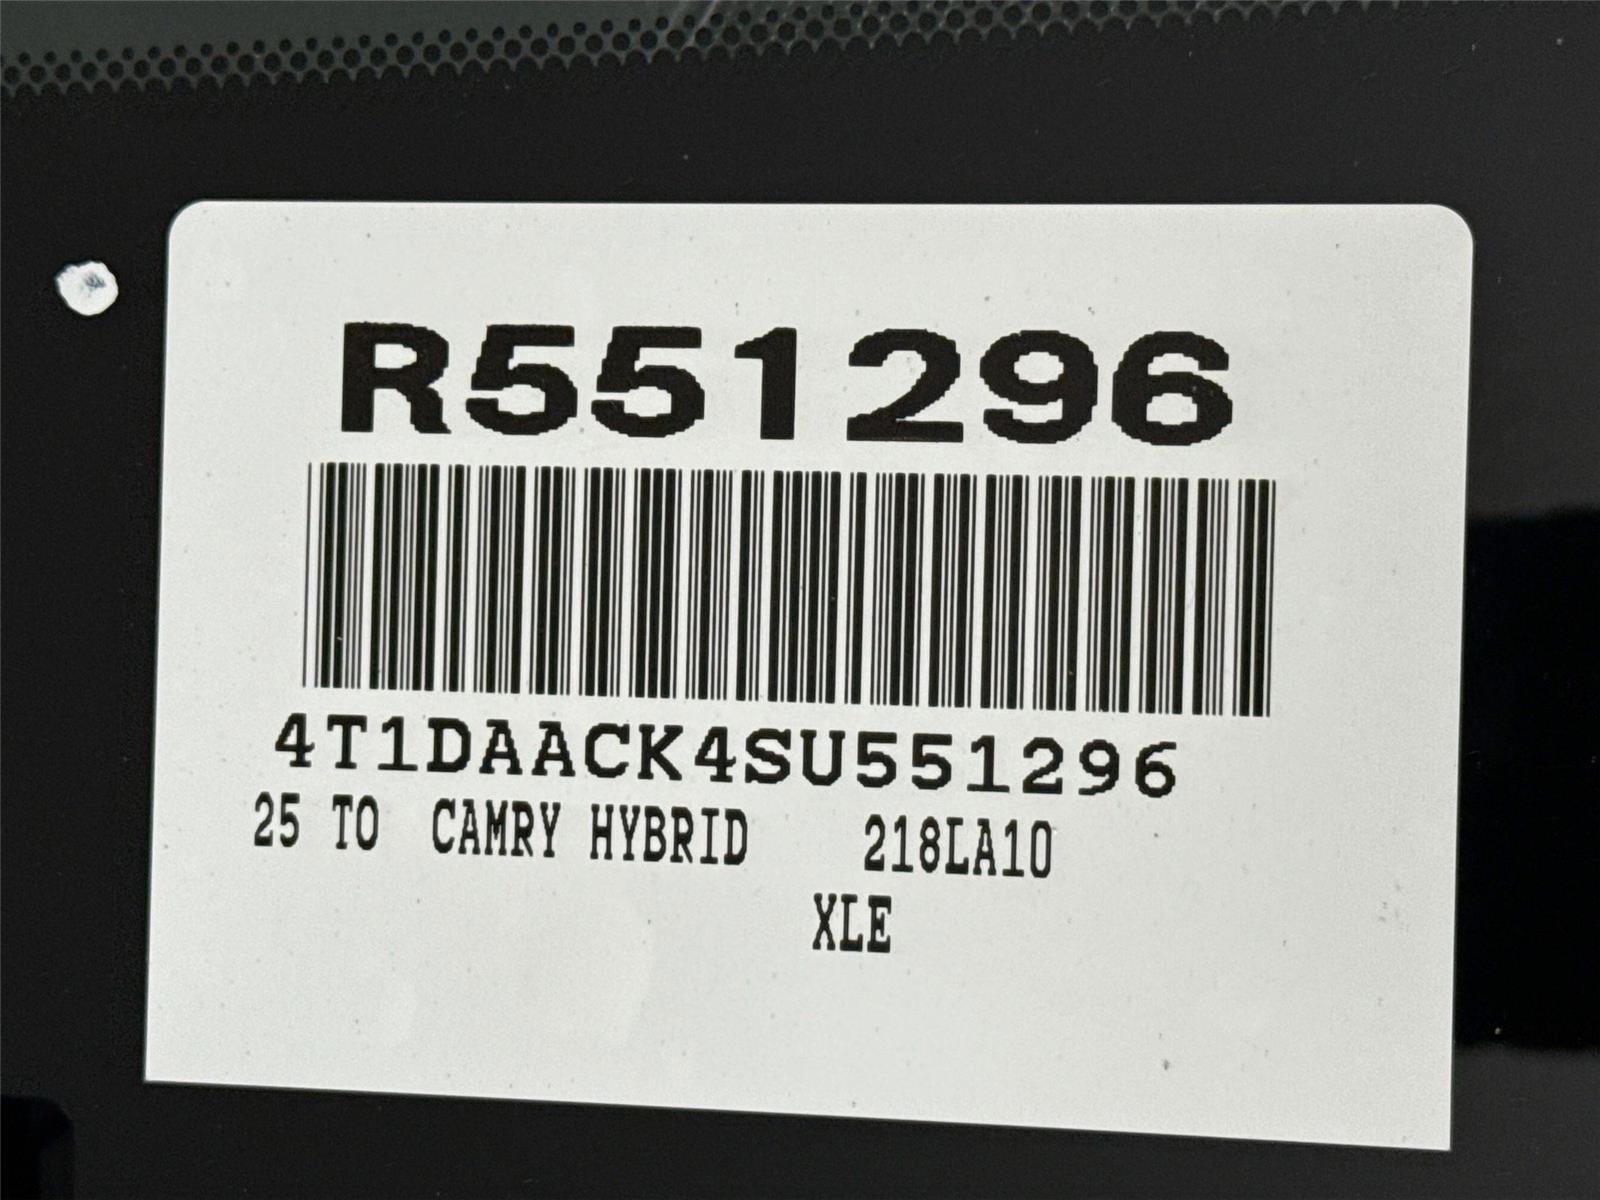 R551296
4T1DAACK4SU551296
25 TO CAMRY HYBRID 218LA10
XLE